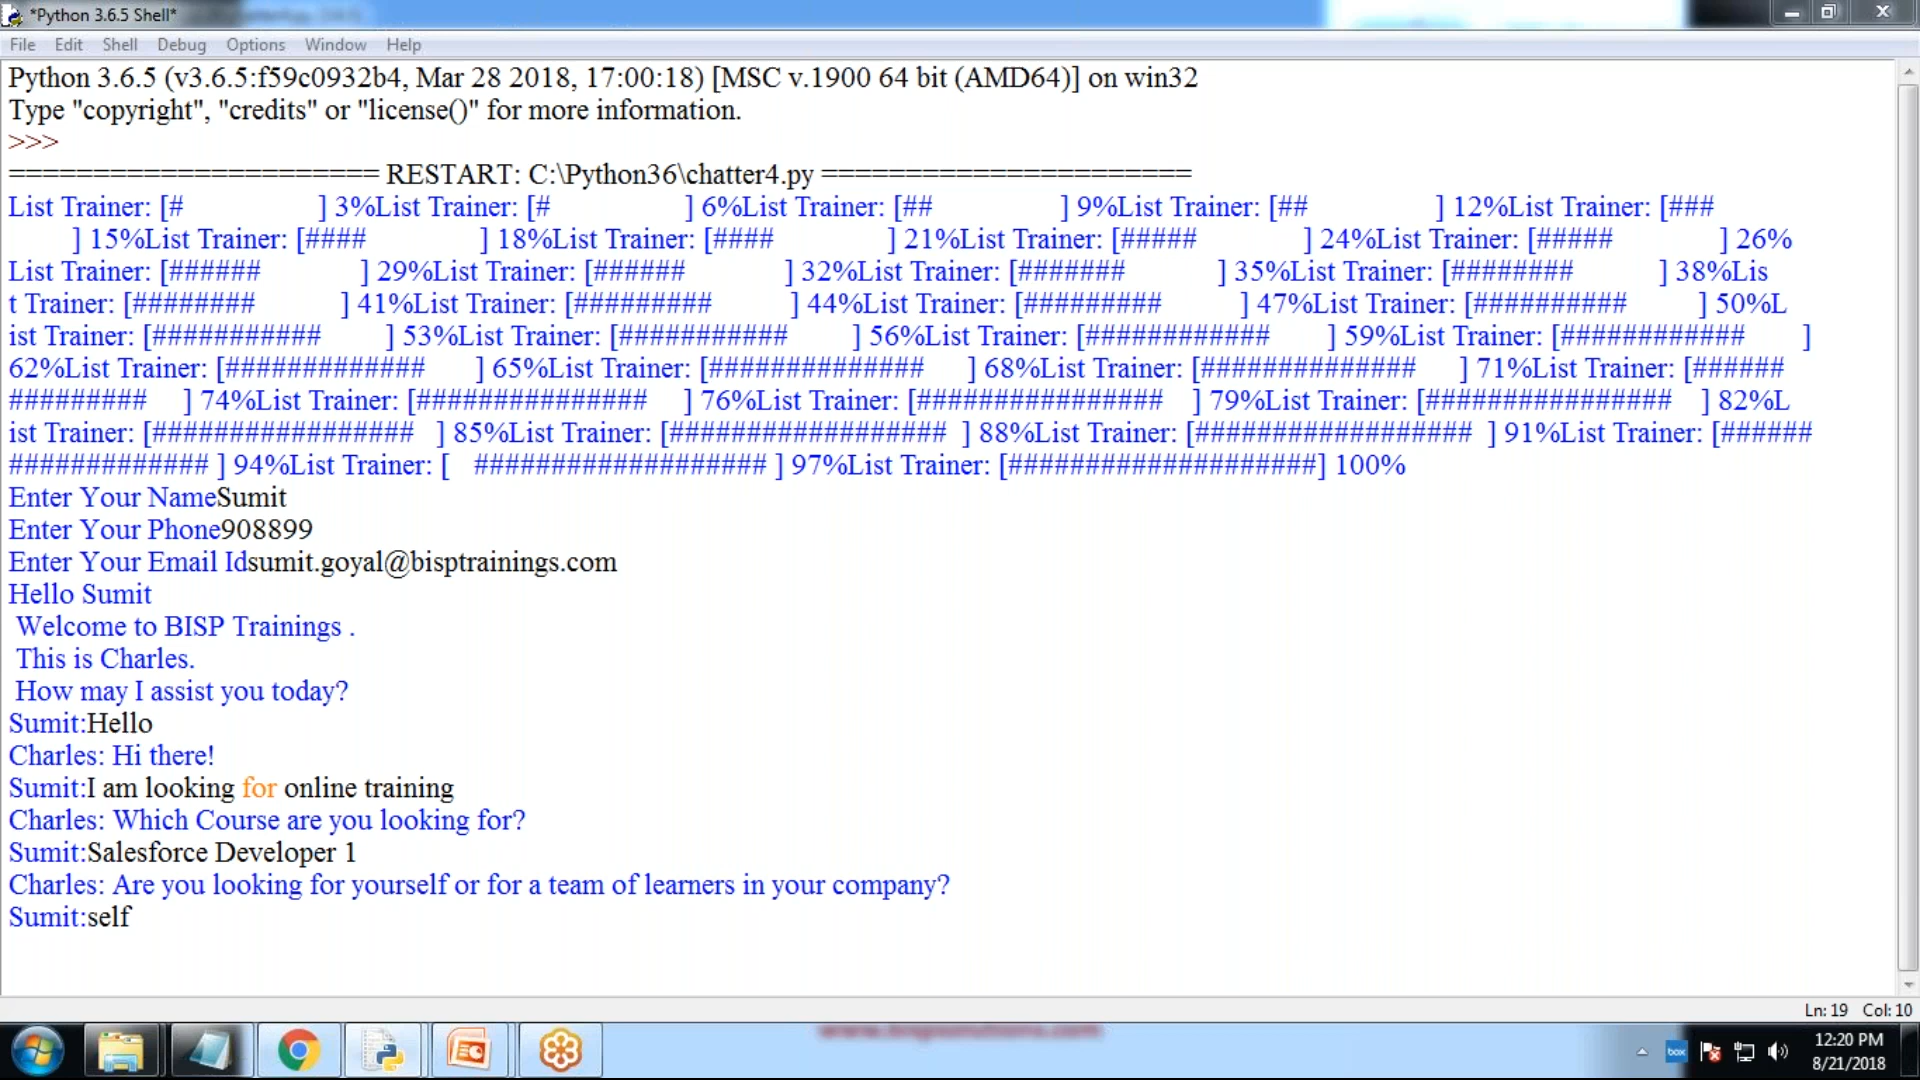 *Python 3.6.5 Shell*
File Edit Shell Debug Options Window Help
Python 3.6.5 (v3.6.5:f59c0932b4, Mar 28 2018, 17:00:18) [MSC v.1900 64 bit (AMD64)] on win32
Type "copyright", "credits" or "license()" for more information.
>>>
====================== RESTART: C:\Python36\chatter4.py ======================
List Trainer: [# ] 3%List Trainer: [# ] 6%List Trainer: [## ] 9%List Trainer: [## ] 12%List Trainer: [###
] 15%List Trainer: [#### ] 18%List Trainer: [#### ] 21%List Trainer: [##### ] 24%List Trainer: [##### ] 26%
List Trainer: [###### ] 29%List Trainer: [###### ] 32%List Trainer: [####### ] 35%List Trainer: [######## ] 38%Lis
t Trainer: [######## ] 41%List Trainer: [######### ] 44%List Trainer: [######### ] 47%List Trainer: [########## ] 50%L
ist Trainer: [########### ] 53%List Trainer: [########### ] 56%List Trainer: [############ ] 59%List Trainer: [############ ]
62%List Trainer: [############# ] 65%List Trainer: [############## ] 68%List Trainer: [############## ] 71%List Trainer: [######
######### ] 74%List Trainer: [############### ] 76%List Trainer: [################ ] 79%List Trainer: [################ ] 82%L
ist Trainer: [################# ] 85%List Trainer: [################## ] 88%List Trainer: [################## ] 91%List Trainer: [######
############# ] 94%List Trainer: [ ################### ] 97%List Trainer: [####################] 100%
Enter Your NameSumit
Enter Your Phone908899
Enter Your Email Idsumit.goyal@bisptrainings.com
Hello Sumit
Welcome to BISP Trainings .
This is Charles.
How may I assist you today?
Sumit:Hello
Charles: Hi there!
Sumit:I am looking for online training
Charles: Which Course are you looking for?
Sumit:Salesforce Developer 1
Charles: Are you looking for yourself or for a team of learners in your company?
Sumit:self
Ln: 19 Col: 10
box
12:20 PM
8/21/2018